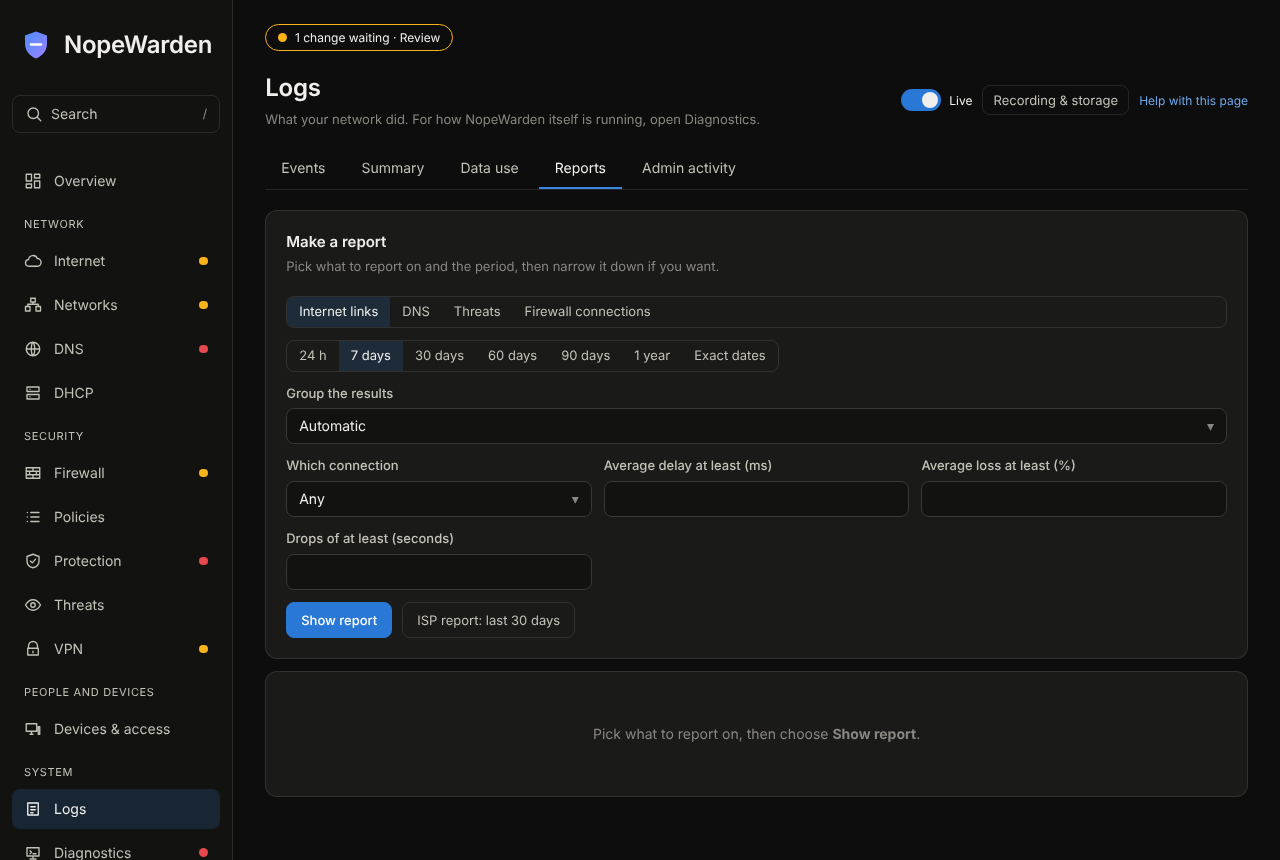 NopeWarden
Search /
Overview
NETWORK
Internet
Networks
DNS
DHCP
SECURITY
Firewall
Policies
Protection
Threats
VPN
PEOPLE AND DEVICES
Devices & access
SYSTEM
Logs
Diagnostics
1 change waiting · Review
Logs
What your network did. For how NopeWarden itself is running, open Diagnostics.
Live
Recording & storage
Help with this page
Events Summary Data use Reports Admin activity
Make a report
Pick what to report on and the period, then narrow it down if you want.
Internet links DNS Threats Firewall connections
24 h 7 days 30 days 60 days 90 days 1 year Exact dates
Group the results
Automatic
Which connection Average delay at least (ms) Average loss at least (%)
Any
Drops of at least (seconds)
Show report ISP report: last 30 days
Pick what to report on, then choose Show report.